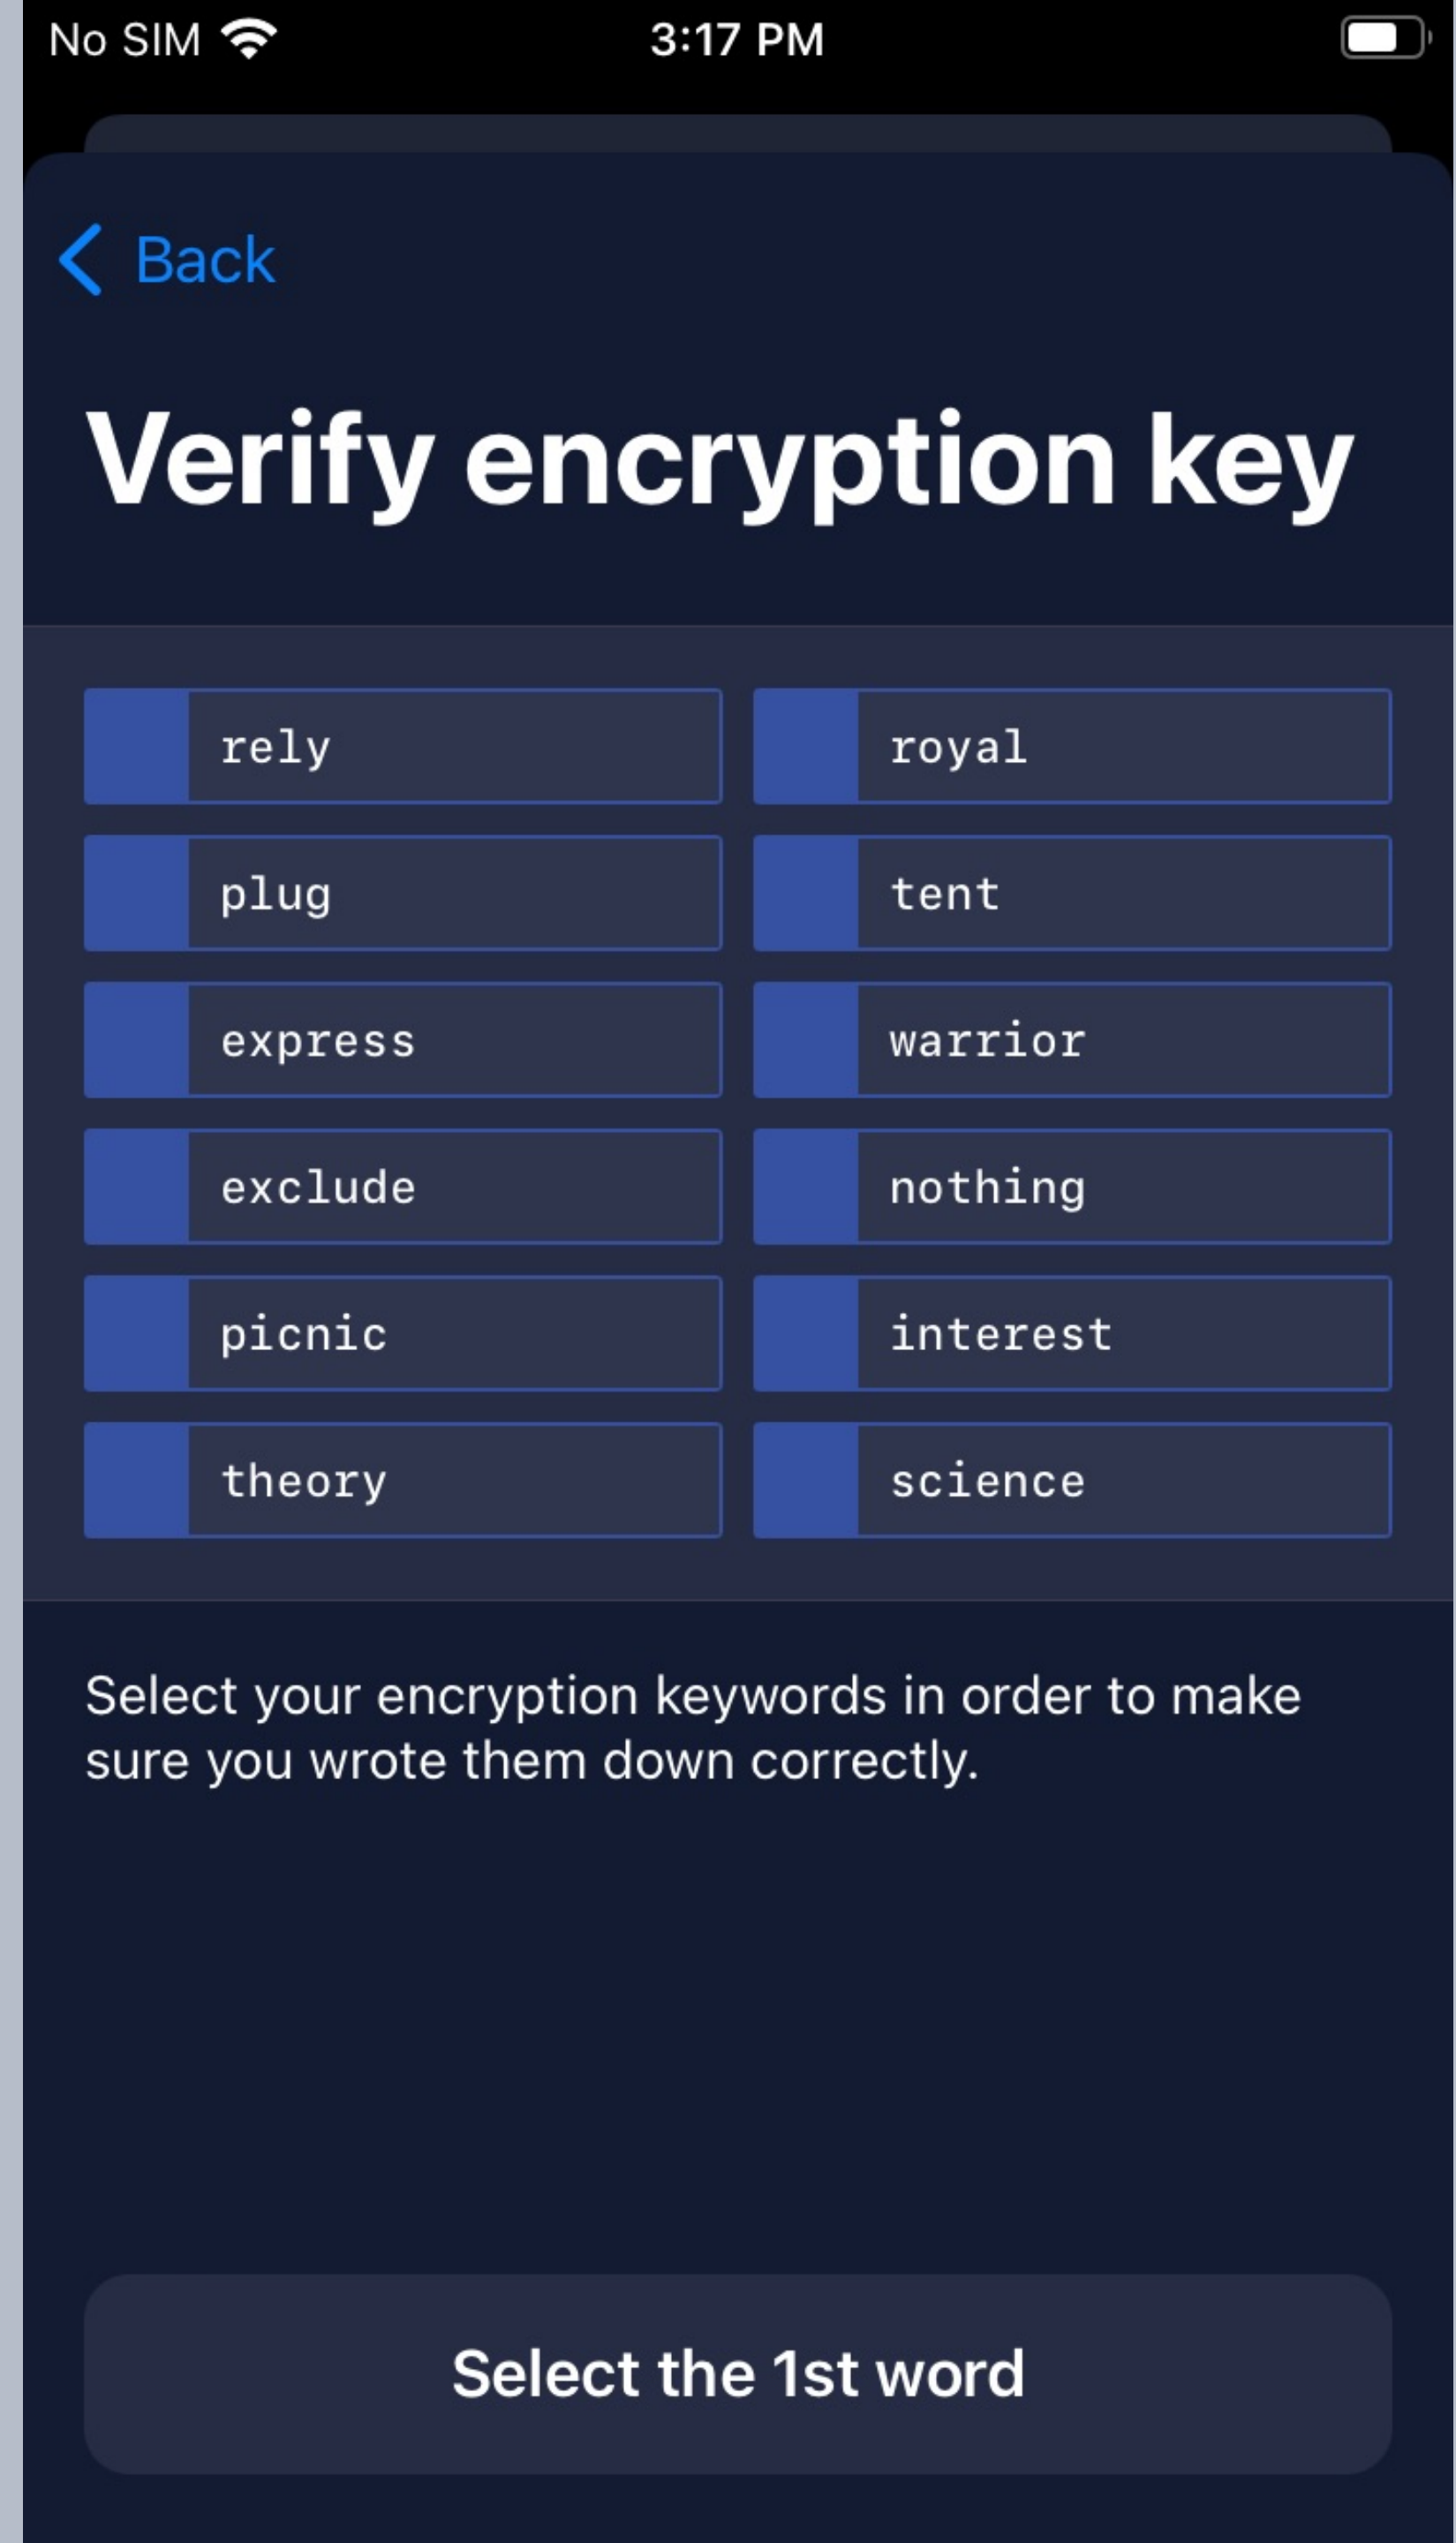 No SIM 3:17 PM
Back
Verify encryption key
rely royal
plug tent
express warrior
exclude nothing
picnic interest
theory science
Select your encryption keywords in order to make
sure you wrote them down correctly.
Select the 1st word